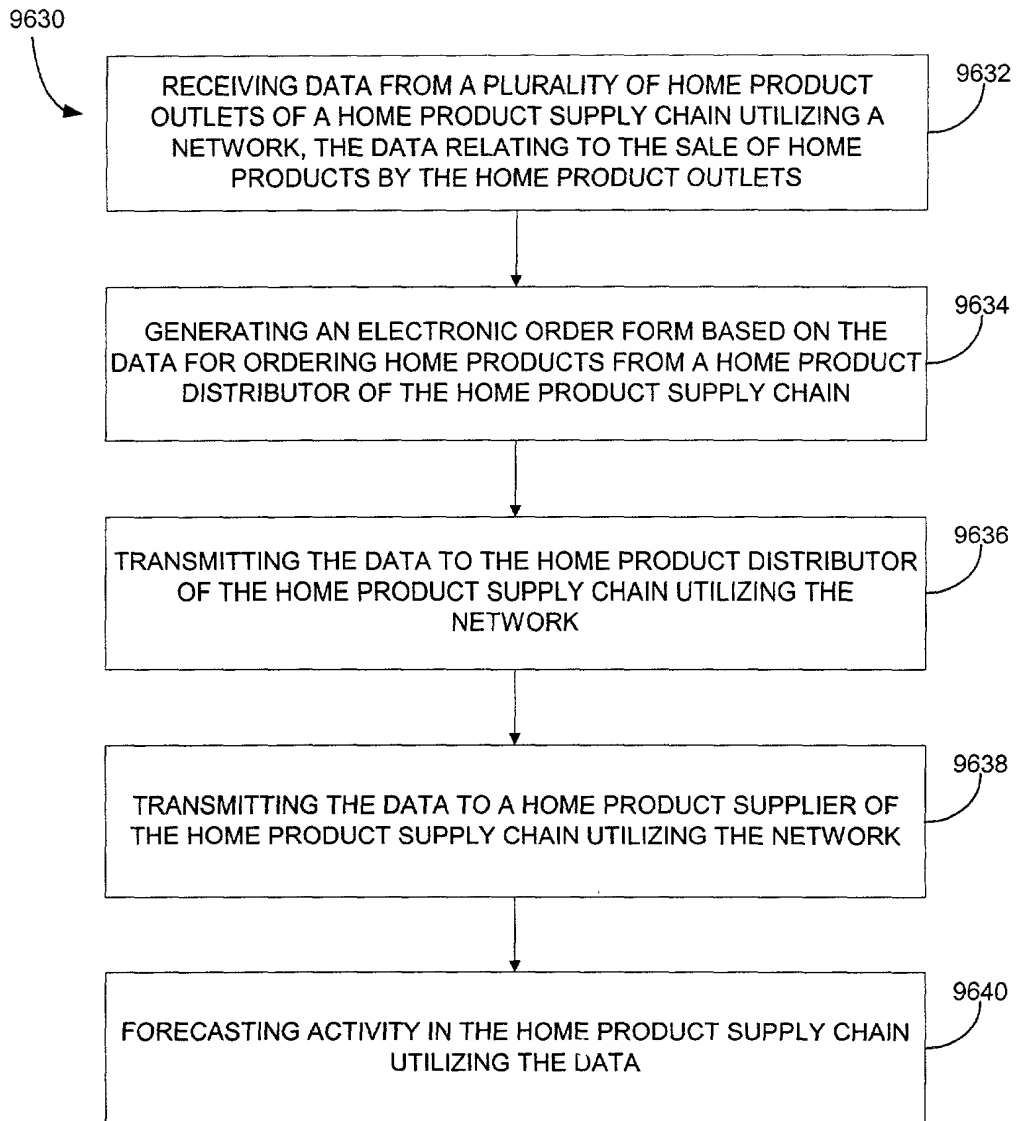 9630
RECEIVING DATA FROM A PLURALITY OF HOME PRODUCT
OUTLETS OF A HOME PRODUCT SUPPLY CHAIN UTILIZING A
NETWORK, THE DATA RELATING TO THE SALE OF HOME
PRODUCTS BY THE HOME PRODUCT OUTLETS
9632
GENERATING AN ELECTRONIC ORDER FORM BASED ON THE
DATA FOR ORDERING HOME PRODUCTS FROM A HOME PRODUCT
DISTRIBUTOR OF THE HOME PRODUCT SUPPLY CHAIN
9634
TRANSMITTING THE DATA TO THE HOME PRODUCT DISTRIBUTOR
OF THE HOME PRODUCT SUPPLY CHAIN UTILIZING THE
NETWORK
9636
TRANSMITTING THE DATA TO A HOME PRODUCT SUPPLIER OF
THE HOME PRODUCT SUPPLY CHAIN UTILIZING THE NETWORK
9638
FORECASTING ACTIVITY IN THE HOME PRODUCT SUPPLY CHAIN
UTILIZING THE DATA
9640